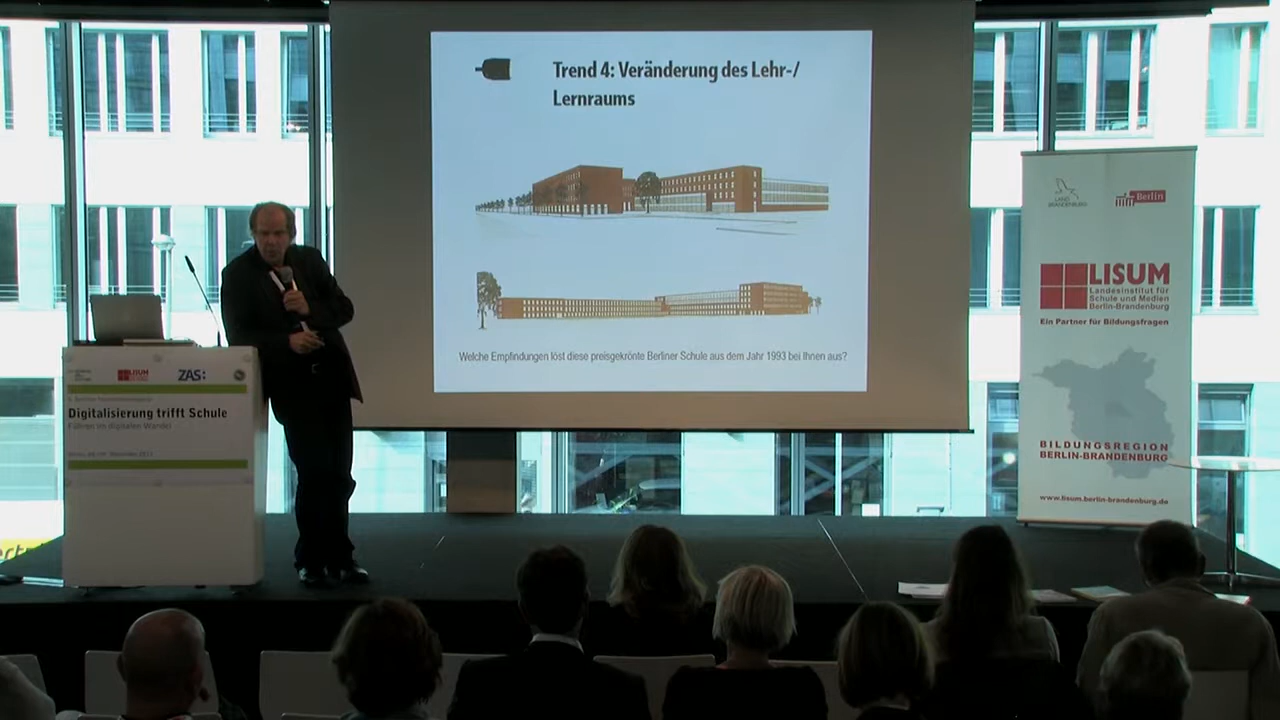 Trend 4: Veränderung des Lehr-/
Lernraums
Welche Empfindungen löst diese preisgekrönte Berliner Schule aus dem Jahr 1993 bei Ihnen aus?
LISUM
ZAS:
Digitalisierung trifft Schule
Führen im digitalen Wandel
LAND
BRANDENBURG
Berlin
LISUM
Landesinstitut für
Schule und Medien
Berlin-Brandenburg
Ein Partner für Bildungsfragen
BILDUNGSREGION
BERLIN-BRANDENBURG
www.lisum.berlin-brandenburg.de